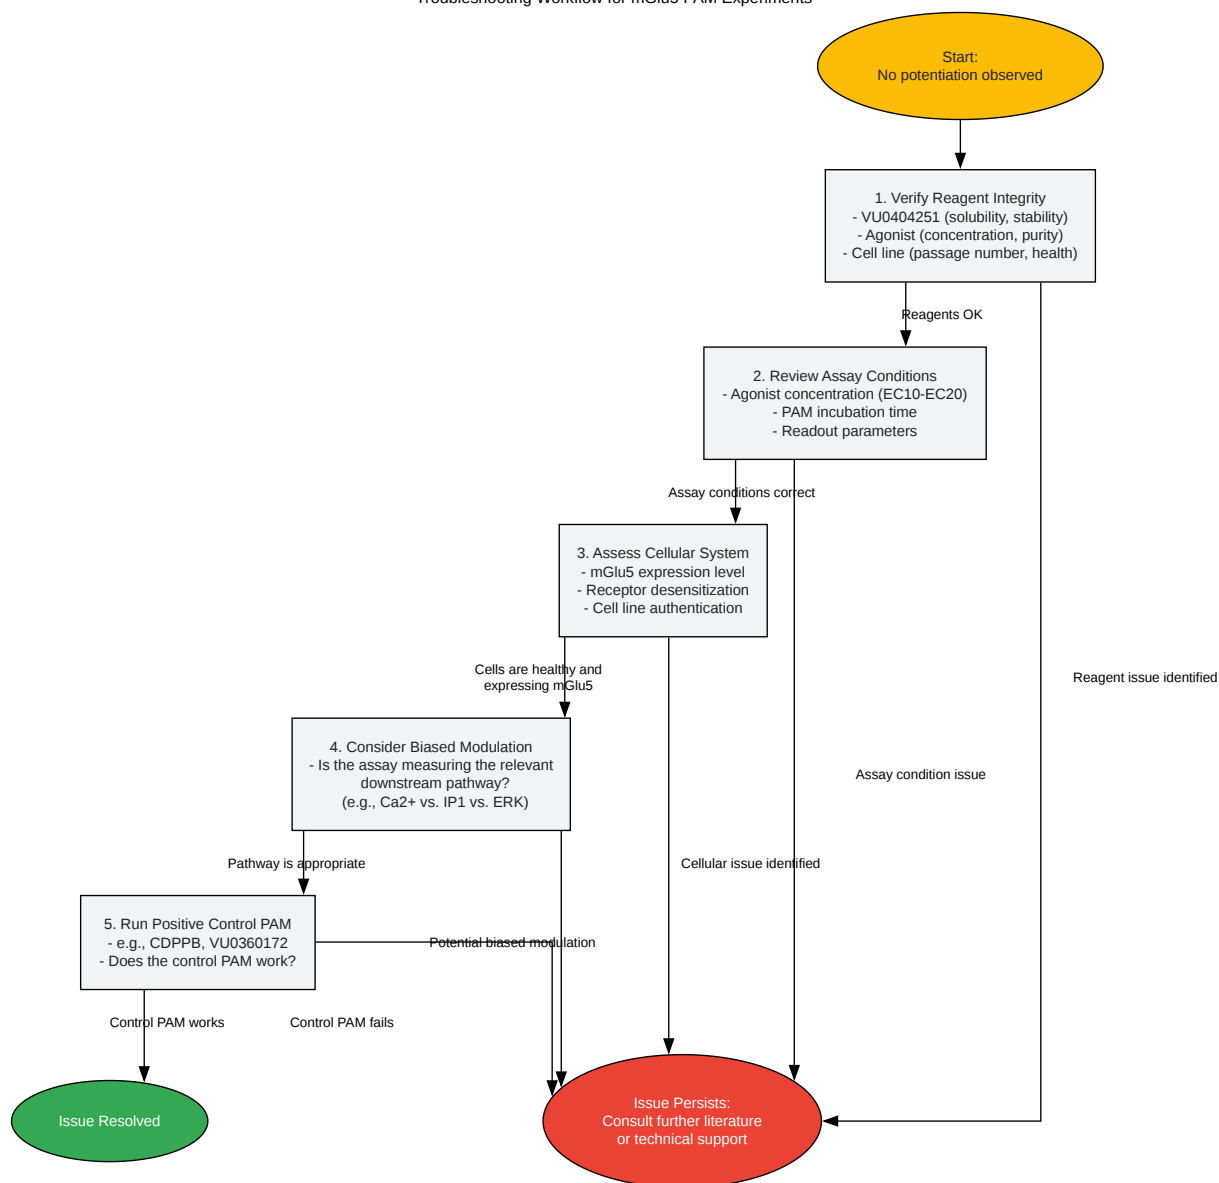 Troubleshooting Workflow for mGlu5 PAM Experiments
Start:
No potentiation observed
1. Verify Reagent Integrity
- VU0404251 (solubility, stability)
- Agonist (concentration, purity)
- Cell line (passage number, health)
Reagents OK
2. Review Assay Conditions
- Agonist concentration (EC10-EC20)
- PAM incubation time
- Readout parameters
Assay conditions correct
3. Assess Cellular System
- mGlu5 expression level
- Receptor desensitization
- Cell line authentication
Cells are healthy and
expressing mGlu5
Reagent issue identified
4. Consider Biased Modulation
- Is the assay measuring the relevant
downstream pathway?
(e.g., Ca2+ vs. IP1 vs. ERK)
Assay condition issue
Pathway is appropriate
Cellular issue identified
5. Run Positive Control PAM
- e.g., CDPPB, VU0360172
- Does the control PAM work?
Potential biased modulation
Control PAM works
Control PAM fails
Issue Resolved
Issue Persists:
Consult further literature
or technical support